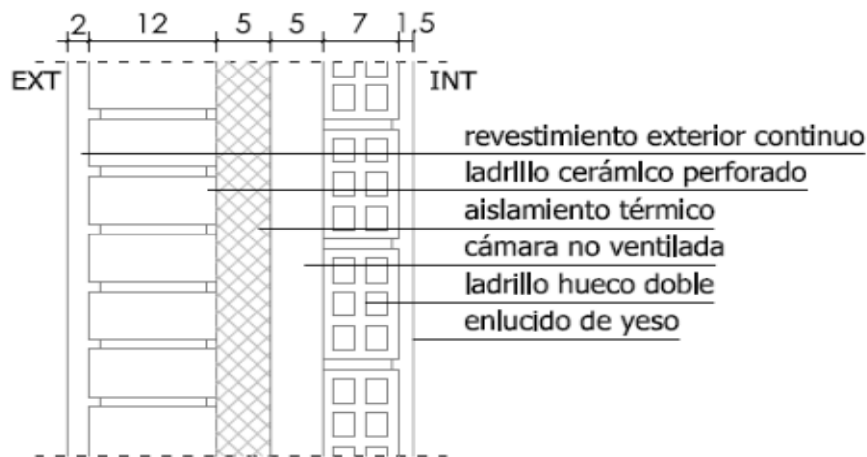 2 12 5 5 7 1,5
EXT
INT
revestimiento exterior continuo
ladrillo cerámico perforado
aislamiento térmico
cámara no ventilada
ladrillo hueco doble
enlucido de yeso